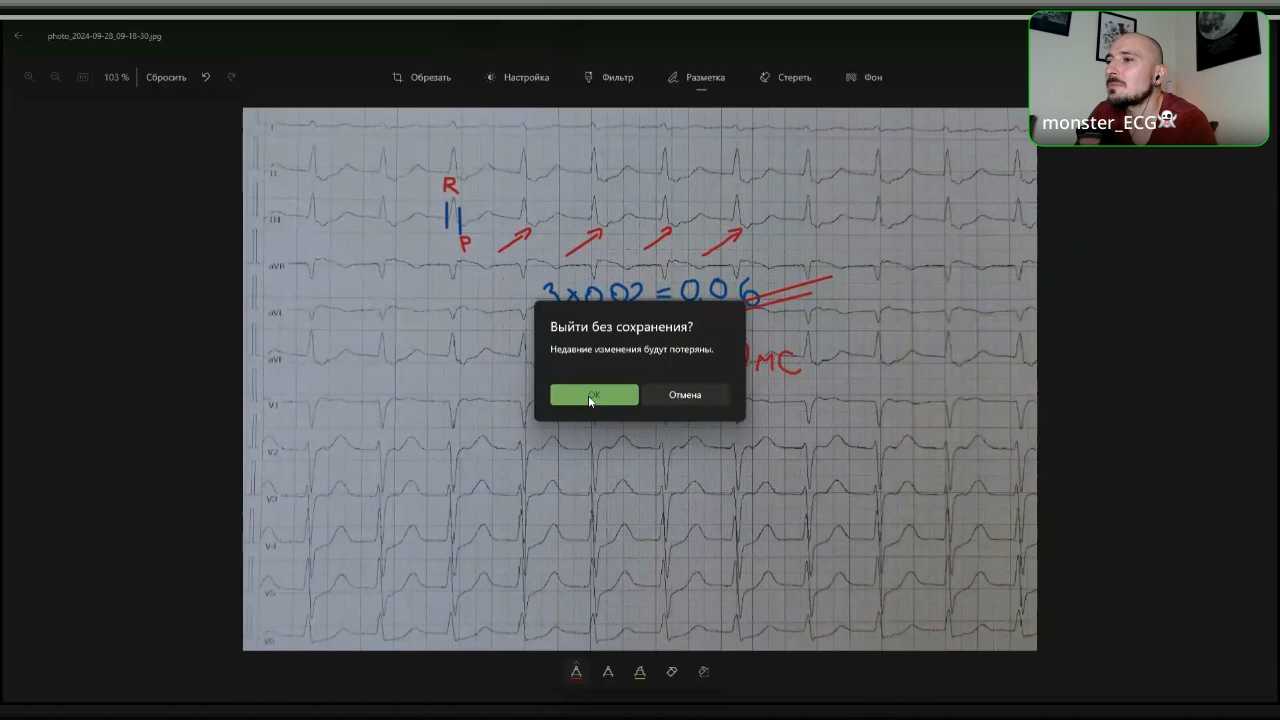 photo_2024-09-28_09-18-30.jpg
103 %
Сбросить
Обрезать
Настройка
Фильтр
Разметка
Стереть
Фон
monster_ECG👻
I
II
R
III
P
aVR
3x0.02 = 0.06
Выйти без сохранения?
Недавние изменения будут потеряны.
aVL
aVF
МС
ОК
Отмена
V1
V2
V3
V4
V5
V6